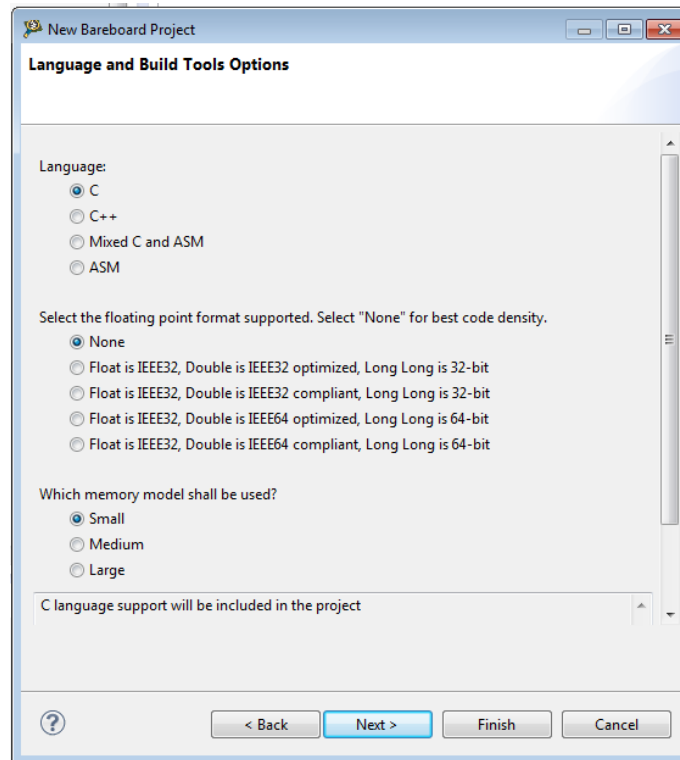 New Bareboard Project
Language and Build Tools Options
Language:
C
C++
Mixed C and ASM
ASM
Select the floating point format supported. Select "None" for best code density.
None
Float is IEEE32, Double is IEEE32 optimized, Long Long is 32-bit
Float is IEEE32, Double is IEEE32 compliant, Long Long is 32-bit
Float is IEEE32, Double is IEEE64 optimized, Long Long is 64-bit
Float is IEEE32, Double is IEEE64 compliant, Long Long is 64-bit
Which memory model shall be used?
Small
Medium
Large
C language support will be included in the project
? < Back Next > Finish Cancel